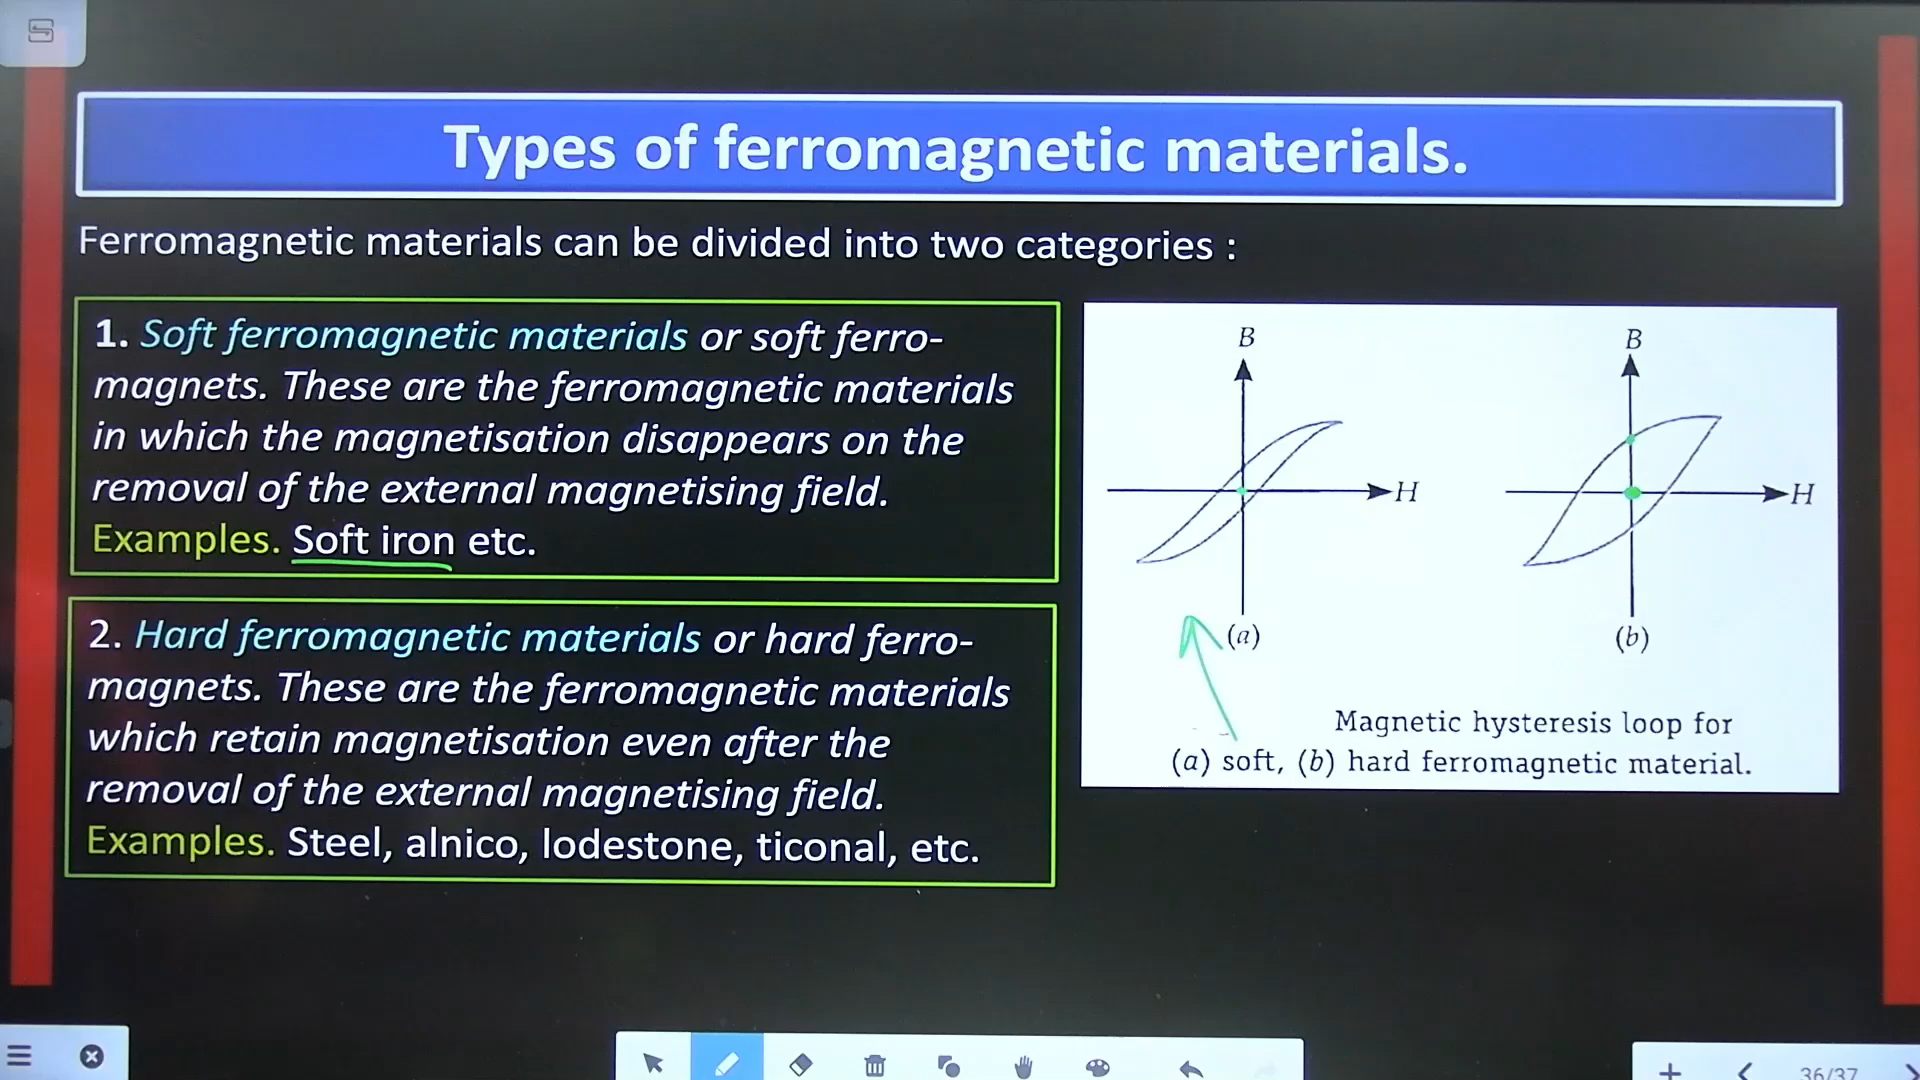 Types of ferromagnetic materials.
Ferromagnetic materials can be divided into two categories :
1. Soft ferromagnetic materials or soft ferro-
magnets. These are the ferromagnetic materials
in which the magnetisation disappears on the
removal of the external magnetising field.
Examples. Soft iron etc.
2. Hard ferromagnetic materials or hard ferro-
magnets. These are the ferromagnetic materials
which retain magnetisation even after the
removal of the external magnetising field.
Examples. Steel, alnico, lodestone, ticonal, etc.
B
H
(a)
B
H
(b)
Magnetic hysteresis loop for
(a) soft, (b) hard ferromagnetic material.
36/37